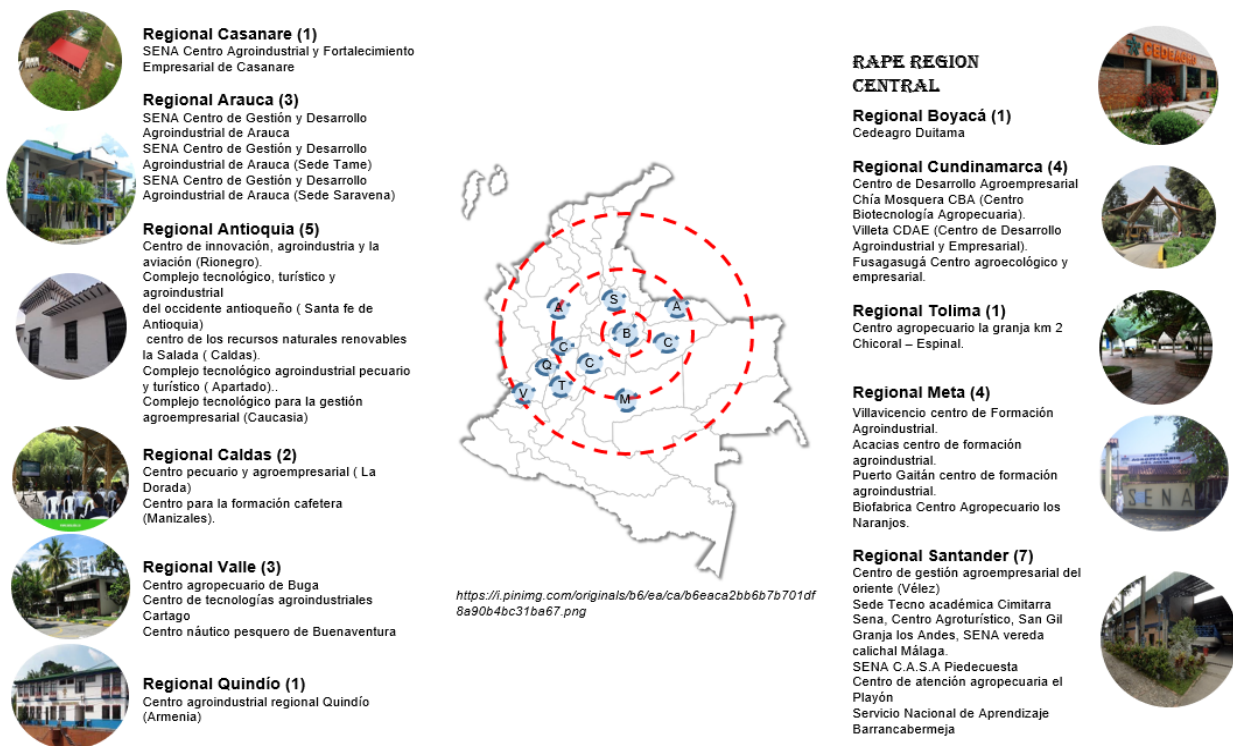 Regional Casanare (1)
SENA Centro Agroindustrial y Fortalecimiento
Empresarial de Casanare
Regional Arauca (3)
SENA Centro de Gestión y Desarrollo
Agroindustrial de Arauca
SENA Centro de Gestión y Desarrollo
Agroindustrial de Arauca (Sede Tame)
SENA Centro de Gestión y Desarrollo
Agroindustrial de Arauca (Sede Saravena)
Regional Antioquia (5)
Centro de innovación, agroindustria y la
aviación (Rionegro).
Complejo tecnológico, turístico y
agroindustrial
del occidente antioqueño ( Santa fe de
Antioquia)
centro de los recursos naturales renovables
la Salada ( Caldas).
Complejo tecnológico agroindustrial pecuario
y turístico ( Apartado)..
Complejo tecnológico para la gestión
agroempresarial (Caucasia)
Regional Caldas (2)
Centro pecuario y agroempresarial ( La
Dorada)
Centro para la formación cafetera
(Manizales).
Regional Valle (3)
Centro agropecuario de Buga
Centro de tecnologías agroindustriales
Cartago
Centro náutico pesquero de Buenaventura
SENA
Regional Quindío (1)
Centro agroindustrial regional Quindío
(Armenia)
A
S
A
B
C
C
C
Q
T
V
M
https://i.pinimg.com/originals/b6/ea/ca/b6eaca2bb6b7b701df
8a90b4bc31ba67.png
RAPE REGION
CENTRAL
CEDEAGRO
Regional Boyacá (1)
Cedeagro Duitama
Regional Cundinamarca (4)
Centro de Desarrollo Agroempresarial
Chía Mosquera CBA (Centro
Biotecnología Agropecuaria).
Villeta CDAE (Centro de Desarrollo
Agroindustrial y Empresarial).
Fusagasugá Centro agroecológico y
empresarial.
Regional Tolima (1)
Centro agropecuario la granja km 2
Chicoral – Espinal.
Regional Meta (4)
Villavicencio centro de Formación
Agroindustrial.
Acacias centro de formación
agroindustrial.
Puerto Gaitán centro de formación
agroindustrial.
Biofabrica Centro Agropecuario los
Naranjos.
SENA
Regional Santander (7)
Centro de gestión agroempresarial del
oriente (Vélez)
Sede Tecno académica Cimitarra
Sena, Centro Agroturístico, San Gil
Granja los Andes, SENA vereda
calichal Málaga.
SENA C.A.S.A Piedecuesta
Centro de atención agropecuaria el
Playón
Servicio Nacional de Aprendizaje
Barrancabermeja